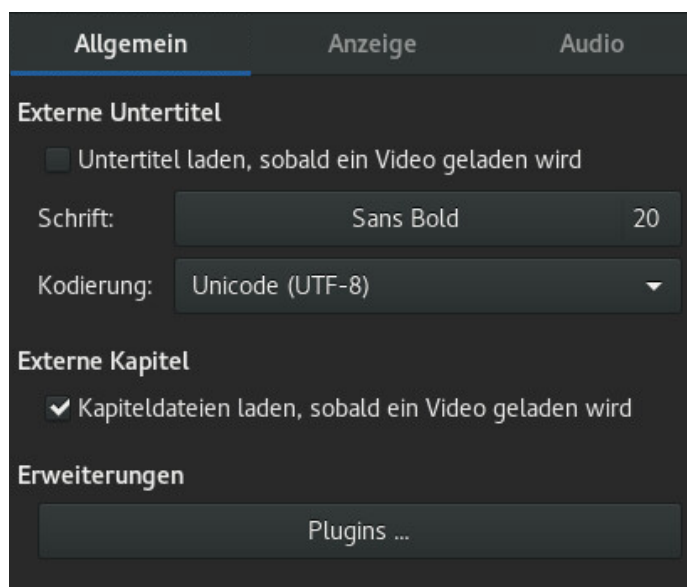 Allgemein Anzeige Audio
Externe Untertitel
Untertitel laden, sobald ein Video geladen wird
Schrift: Sans Bold 20
Kodierung: Unicode (UTF-8)
Externe Kapitel
Kapiteldateien laden, sobald ein Video geladen wird
Erweiterungen
Plugins ...